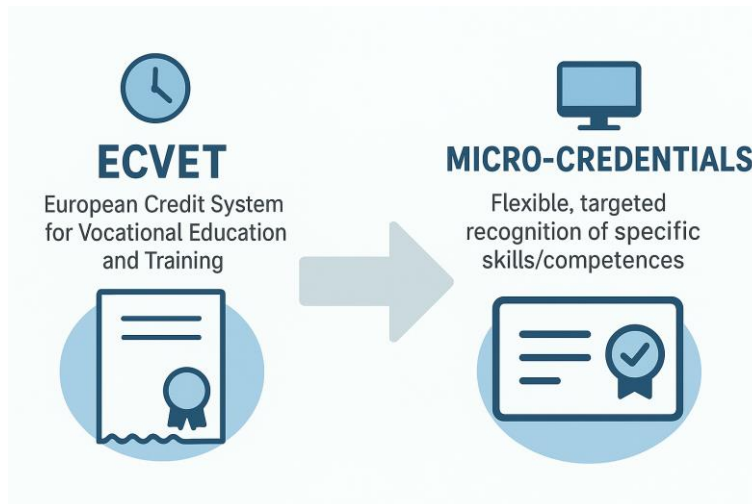 ECVET
European Credit System
for Vocational Education
and Training
MICRO-CREDENTIALS
Flexible, targeted
recognition of specific
skills/competences